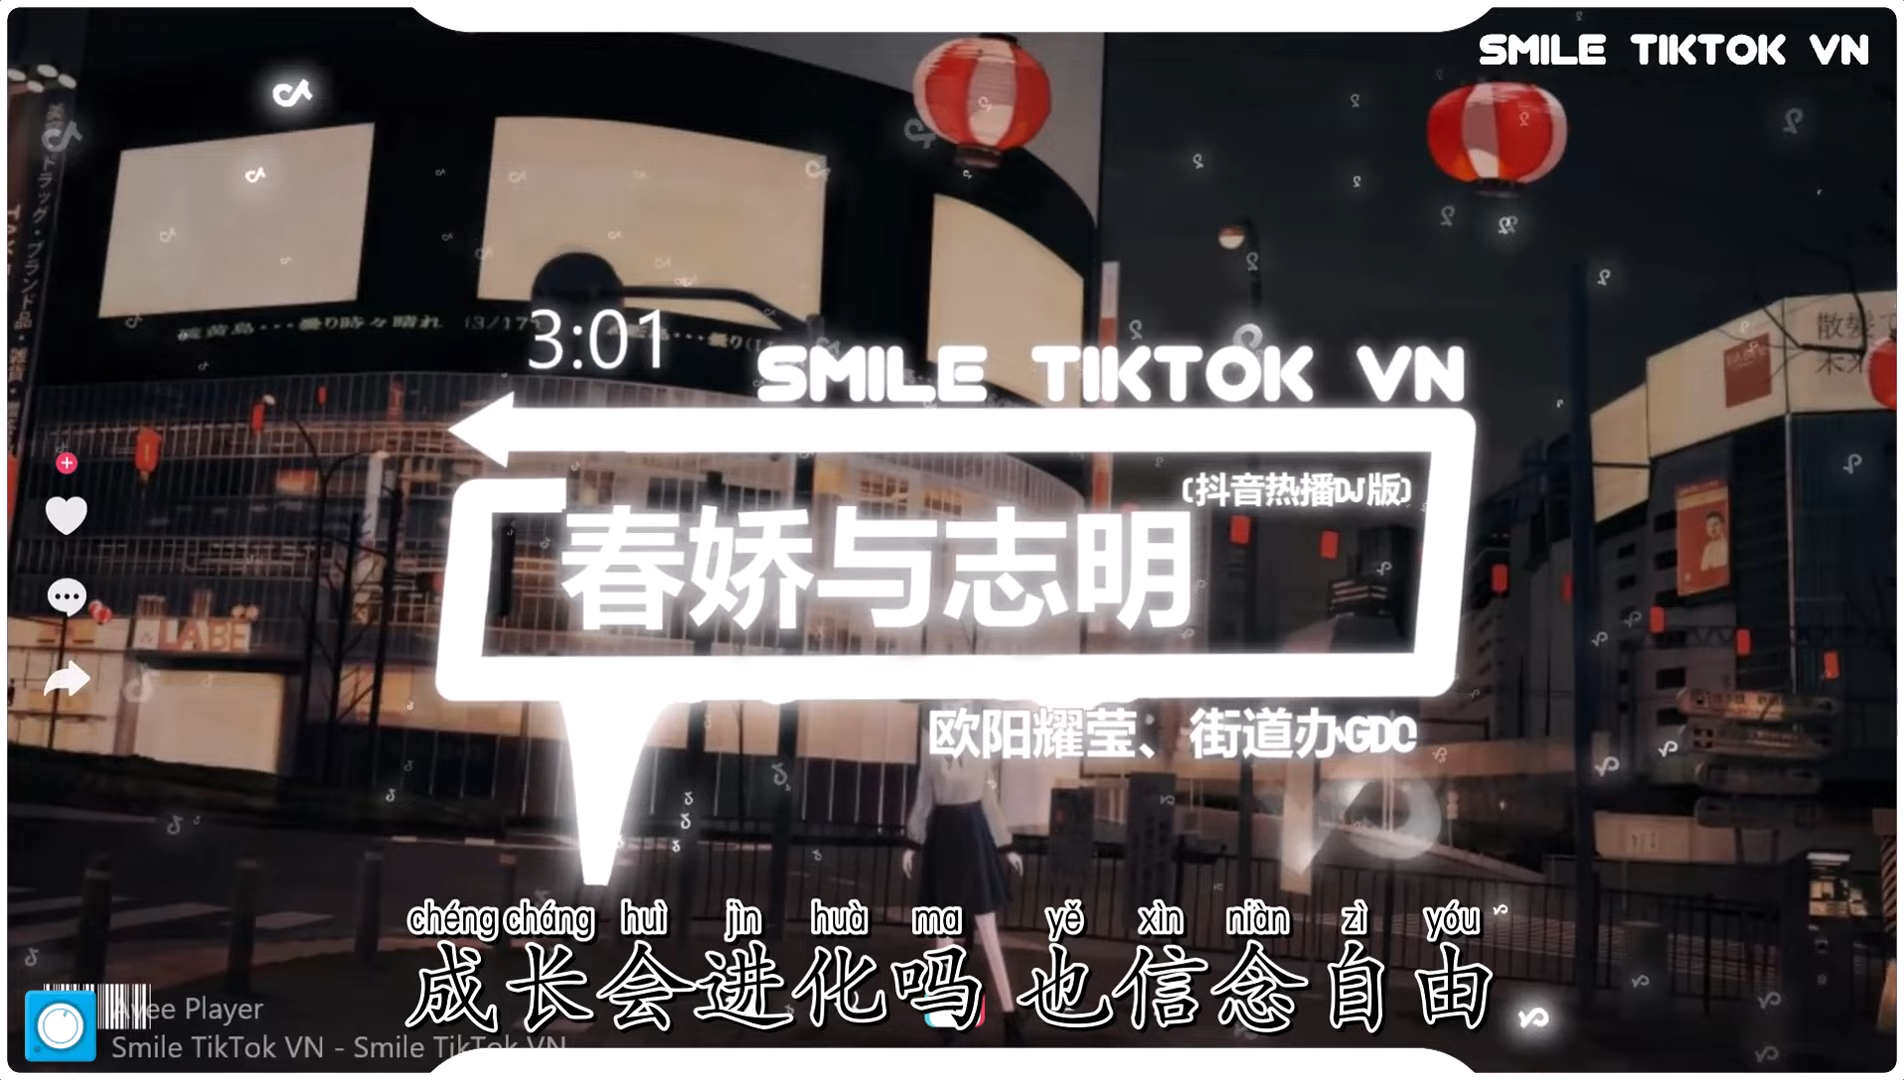 SMILE TIKTOK VN
3:01
SMILE TIKTOK VN
(抖音热播DJ版)
春娇与志明
欧阳耀莹、街道办GDC
LABE
chéng cháng huì jìn huà ma yě xìn niàn zì yóu
成长会进化吗 也信念自由
Avee Player
Smile TikTok VN - Smile TikTok VN